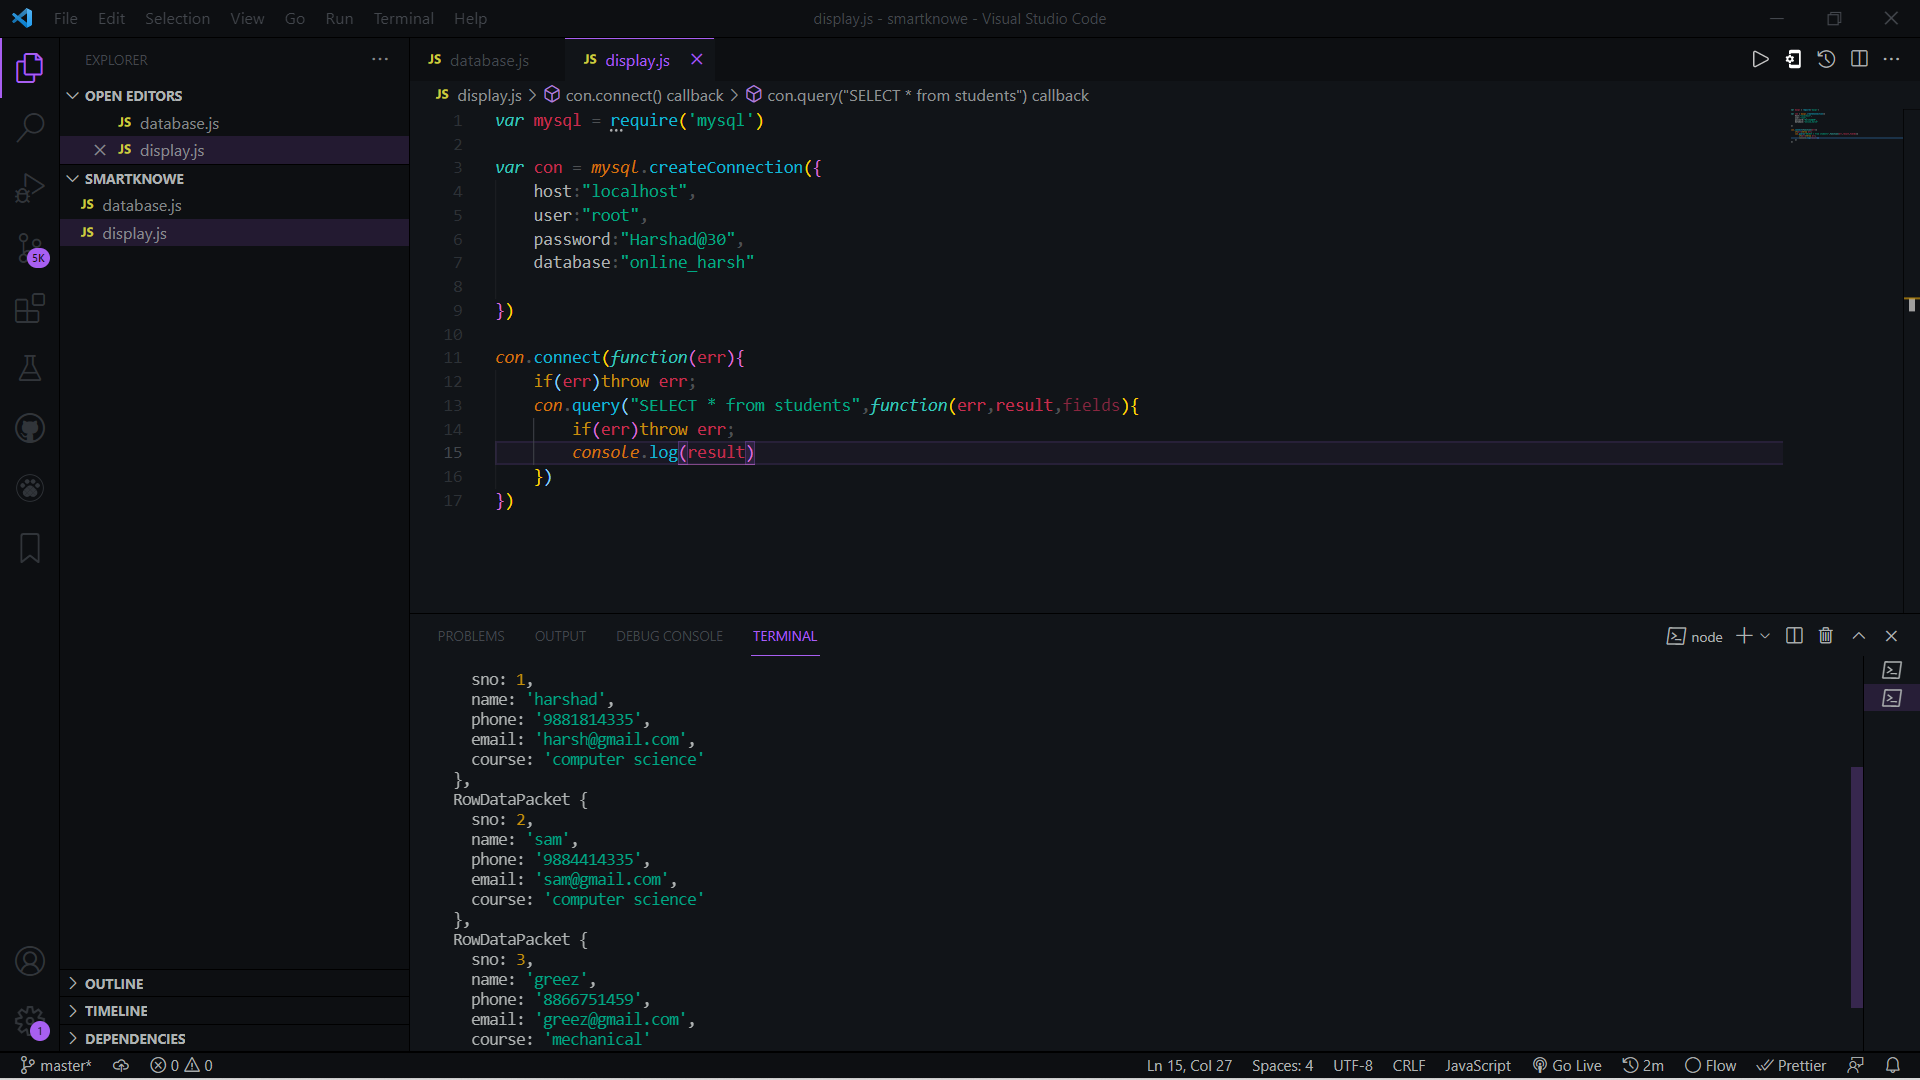 File Edit Selection View Go Run Terminal Help
display.js - smartknowe - Visual Studio Code
EXPLORER
OPEN EDITORS
JS database.js
JS display.js
SMARTKNOWE
JS database.js
JS display.js
5K
1
OUTLINE
TIMELINE
DEPENDENCIES
JS database.js JS display.js
JS display.js > con.connect() callback > con.query("SELECT * from students") callback
1 var mysql = require('mysql')
2
3 var con = mysql.createConnection({
4 host:"localhost",
5 user:"root",
6 password:"Harshad@30",
7 database:"online_harsh"
8
9 })
10
11 con.connect(function(err){
12 if(err)throw err;
13 con.query("SELECT * from students",function(err,result,fields){
14 if(err)throw err;
15 console.log(result)
16 })
17 })
PROBLEMS OUTPUT DEBUG CONSOLE TERMINAL
node
sno: 1,
name: 'harshad',
phone: '9881814335',
email: 'harsh@gmail.com',
course: 'computer science'
},
RowDataPacket {
sno: 2,
name: 'sam',
phone: '9884414335',
email: 'sam@gmail.com',
course: 'computer science'
},
RowDataPacket {
sno: 3,
name: 'greez',
phone: '8866751459',
email: 'greez@gmail.com',
course: 'mechanical'
master* 0 0 Ln 15, Col 27 Spaces: 4 UTF-8 CRLF JavaScript Go Live 2m Flow Prettier